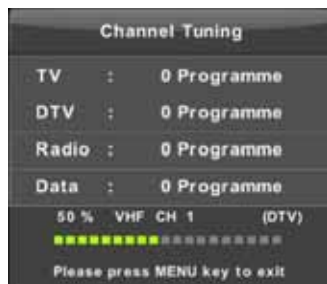 Channel Tuning
TV : 0 Programme
DTV : 0 Programme
Radio : 0 Programme
Data : 0 Programme
50 % VHF CH 1 (DTV)
Please press MENU key to exit